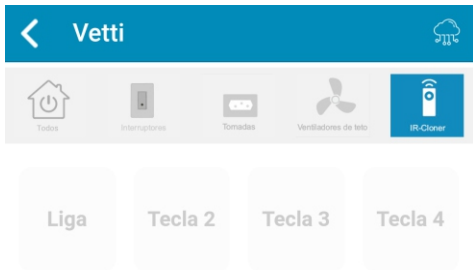 Vetti
Todos Interruptores Tomadas Ventiladores de teto IR-Cloner
Liga Tecla 2 Tecla 3 Tecla 4